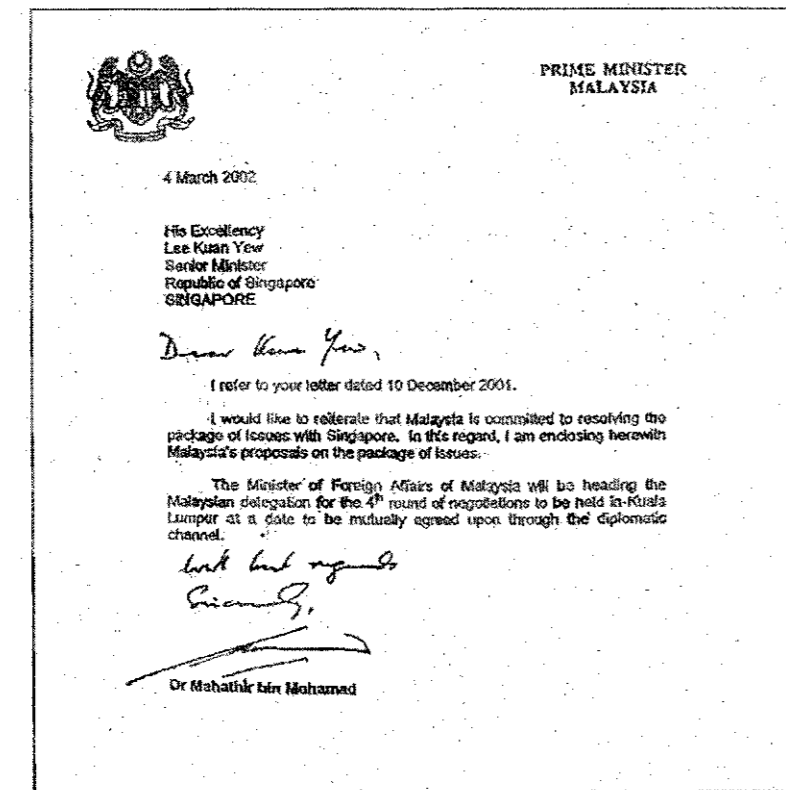 PRIME MINISTER
MALAYSIA
4 March 2002
His Excellency
Lee Kuan Yew
Senior Minister
Republic of Singapore
SINGAPORE
Dear Kuan Yew,
I refer to your letter dated 10 December 2001.
I would like to reiterate that Malaysia is committed to resolving the
package of issues with Singapore. In this regard, I am enclosing herewith
Malaysia's proposals on the package of issues.
The Minister of Foreign Affairs of Malaysia will be heading the
Malaysian delegation for the 4th round of negotiations to be held in Kuala
Lumpur at a date to be mutually agreed upon through the diplomatic
channel.
with best regards
Sincerely,
Dr Mahathir bin Mohamad